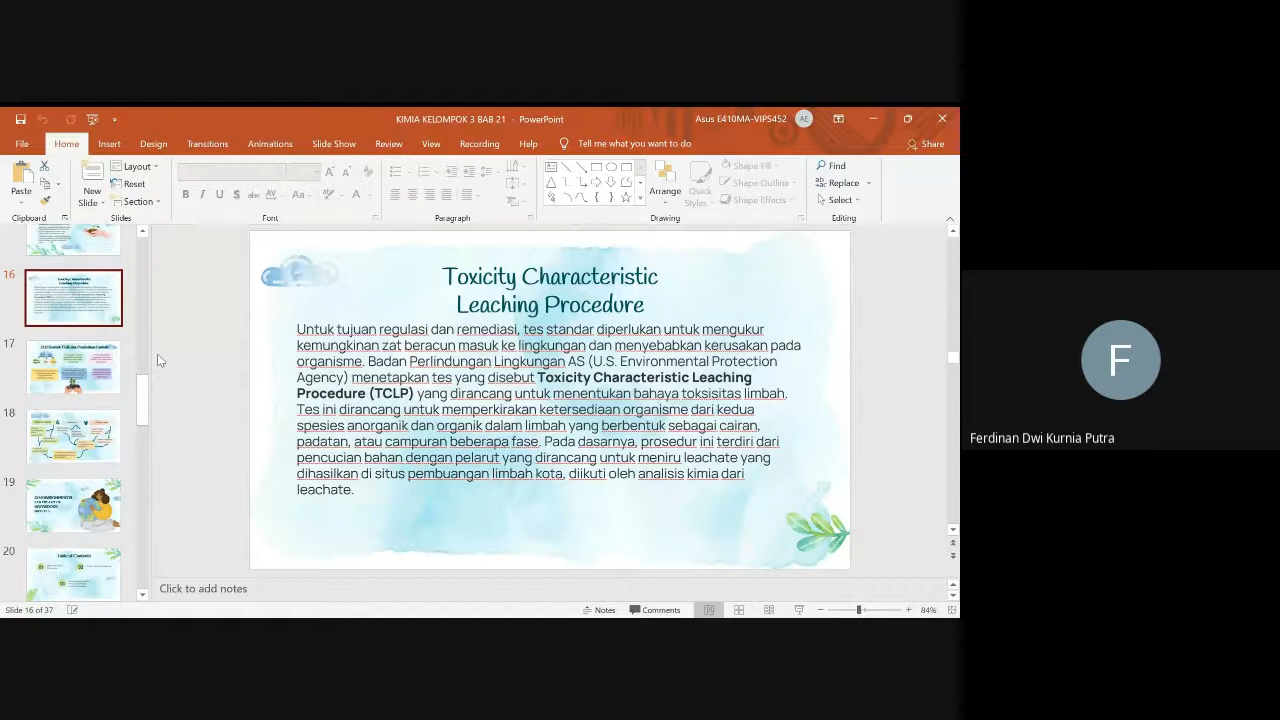 KIMIA KELOMPOK 3 BAB 21 - PowerPoint
Asus E410MA-VIPS452
AE
File
Home
Insert
Design
Transitions
Animations
Slide Show
Review
View
Recording
Help
Tell me what you want to do
Share
Paste
New
Slide
Layout
Reset
Section
B I U S abc AV Aa A
Arrange
Quick
Styles
Shape Fill
Shape Outline
Shape Effects
Find
Replace
Select
Clipboard
Slides
Font
Paragraph
Drawing
Editing
16
17
18
19
20
Table of Contents
Toxicity Characteristic
Leaching Procedure
Untuk tujuan regulasi dan remediasi, tes standar diperlukan untuk mengukur
kemungkinan zat beracun masuk ke lingkungan dan menyebabkan kerusakan pada
organisme. Badan Perlindungan Lingkungan AS (U.S. Environmental Protection
Agency) menetapkan tes yang disebut Toxicity Characteristic Leaching
Procedure (TCLP) yang dirancang untuk menentukan bahaya toksisitas limbah.
Tes ini dirancang untuk memperkirakan ketersediaan organisme dari kedua
spesies anorganik dan organik dalam limbah yang berbentuk sebagai cairan,
padatan, atau campuran beberapa fase. Pada dasarnya, prosedur ini terdiri dari
pencucian bahan dengan pelarut yang dirancang untuk meniru leachate yang
dihasilkan di situs pembuangan limbah kota, diikuti oleh analisis kimia dari
leachate.
Click to add notes
Slide 16 of 37
Notes
Comments
84%
F
Ferdinan Dwi Kurnia Putra